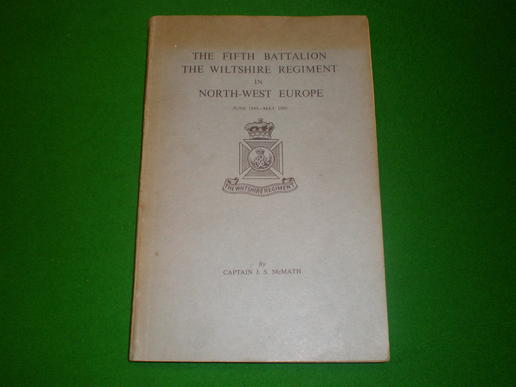 THE FIFTH BATTALION
THE WILTSHIRE REGIMENT
IN
NORTH-WEST EUROPE
JUNE 1944—MAY 1945
THE WILTSHIRE REGIMENT
By
CAPTAIN J. S. McMATH